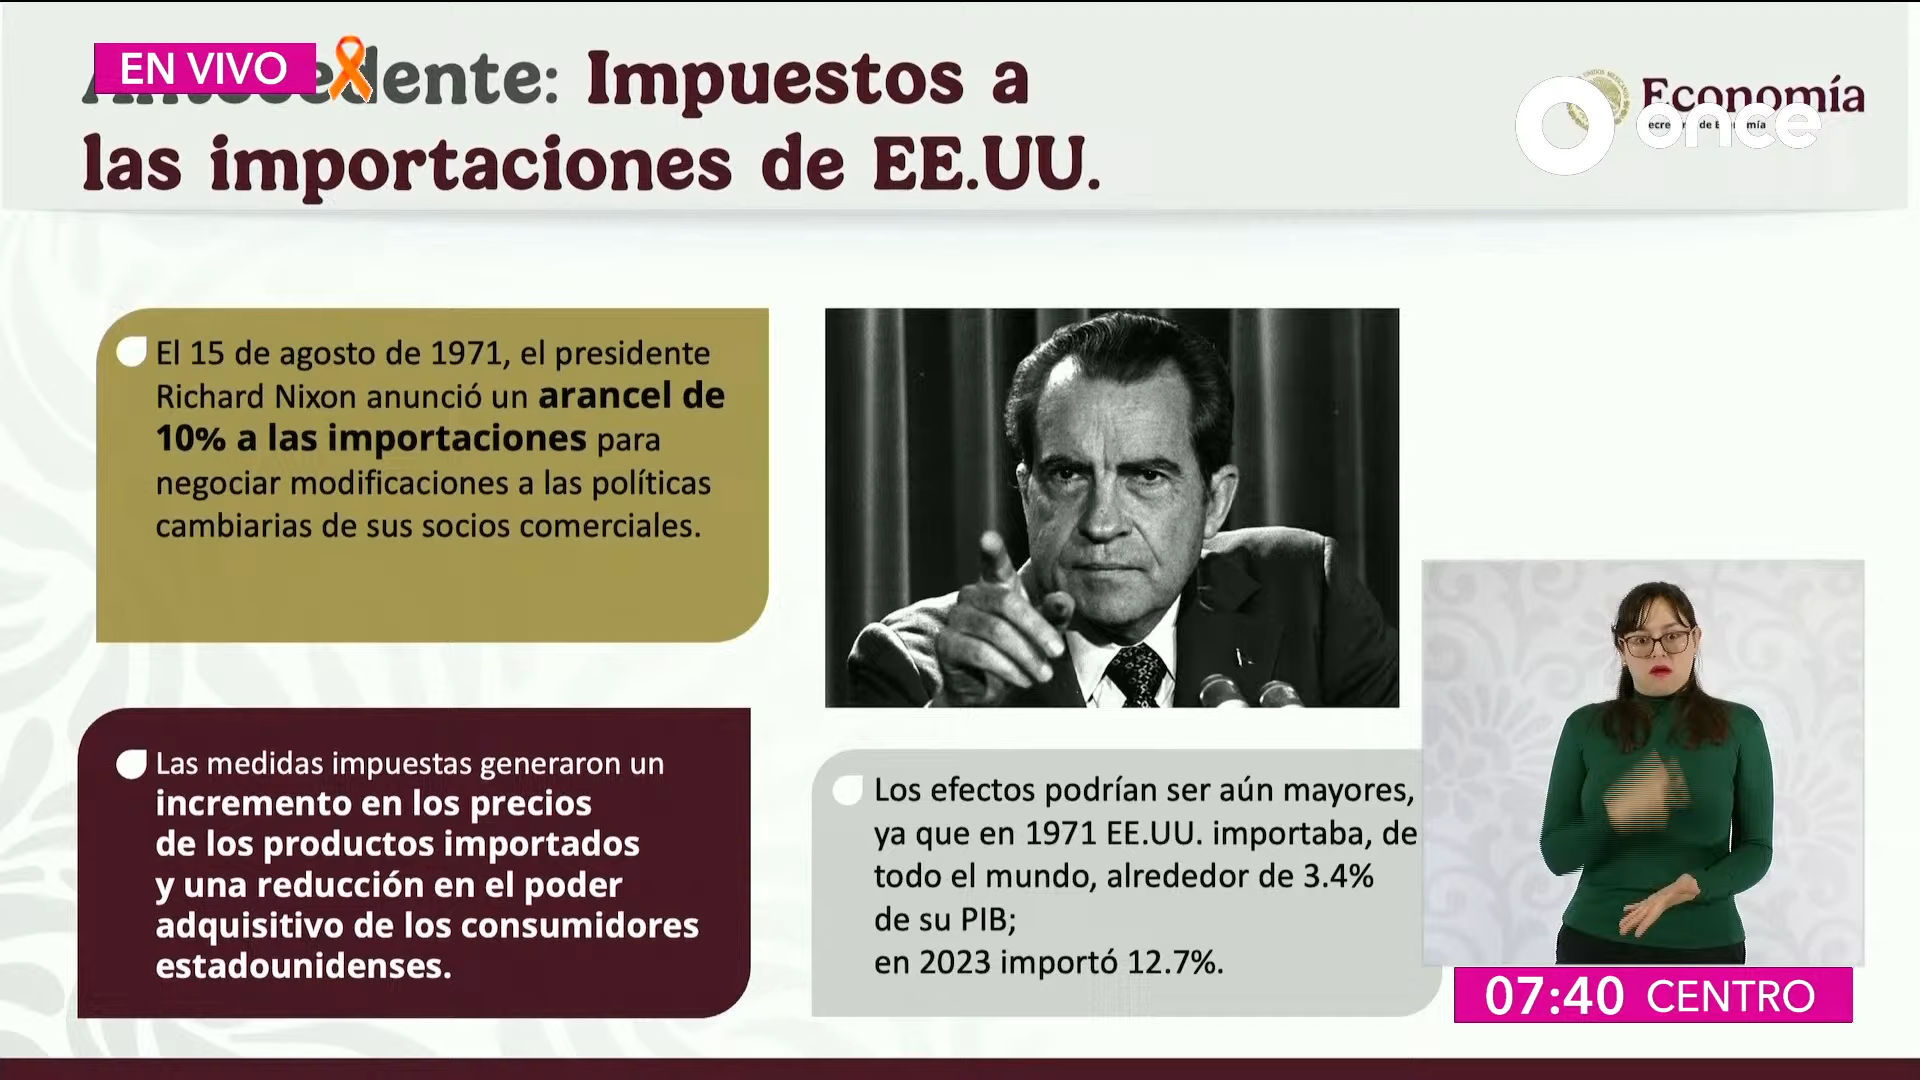 EN VIVO
dente: Impuestos a
las importaciones de EE.UU.
Economía
once
El 15 de agosto de 1971, el presidente
Richard Nixon anunció un arancel de
10% a las importaciones para
negociar modificaciones a las políticas
cambiarias de sus socios comerciales.
Las medidas impuestas generaron un
incremento en los precios
de los productos importados
y una reducción en el poder
adquisitivo de los consumidores
estadounidenses.
Los efectos podrían ser aún mayores,
ya que en 1971 EE.UU. importaba, de
todo el mundo, alrededor de 3.4%
de su PIB;
en 2023 importó 12.7%.
07:40 CENTRO